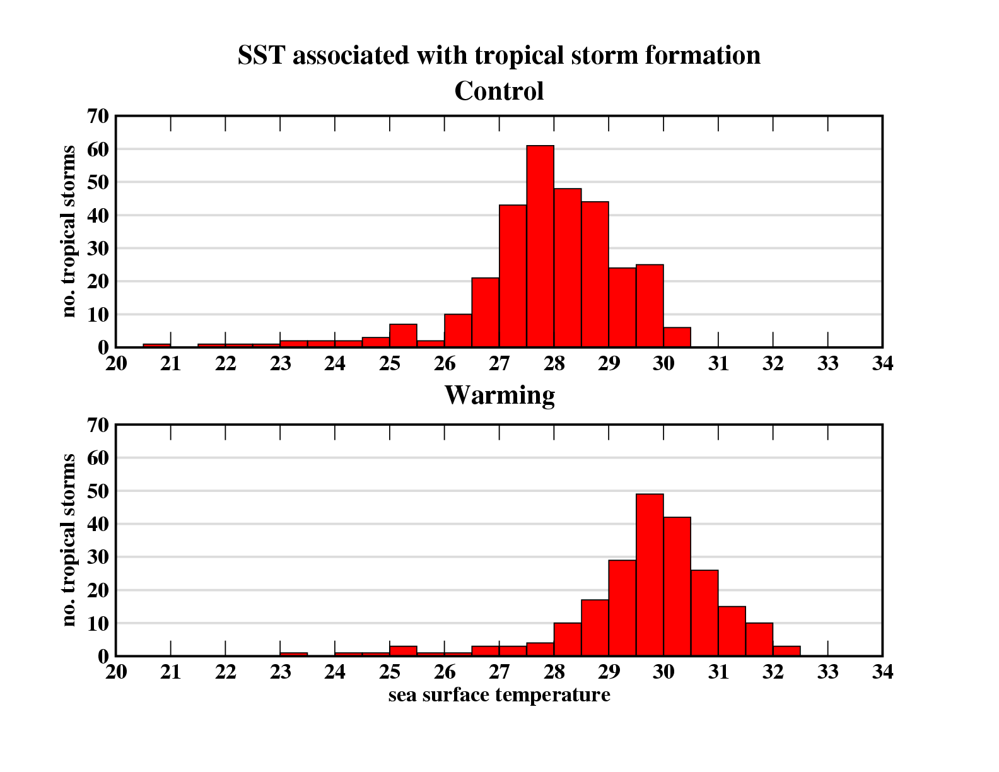 SST associated with tropical storm formation
Control
no. tropical storms
70
60
50
40
30
20
10
0
20 21 22 23 24 25 26 27 28 29 30 31 32 33 34
Warming
no. tropical storms
70
60
50
40
30
20
10
0
20 21 22 23 24 25 26 27 28 29 30 31 32 33 34
sea surface temperature